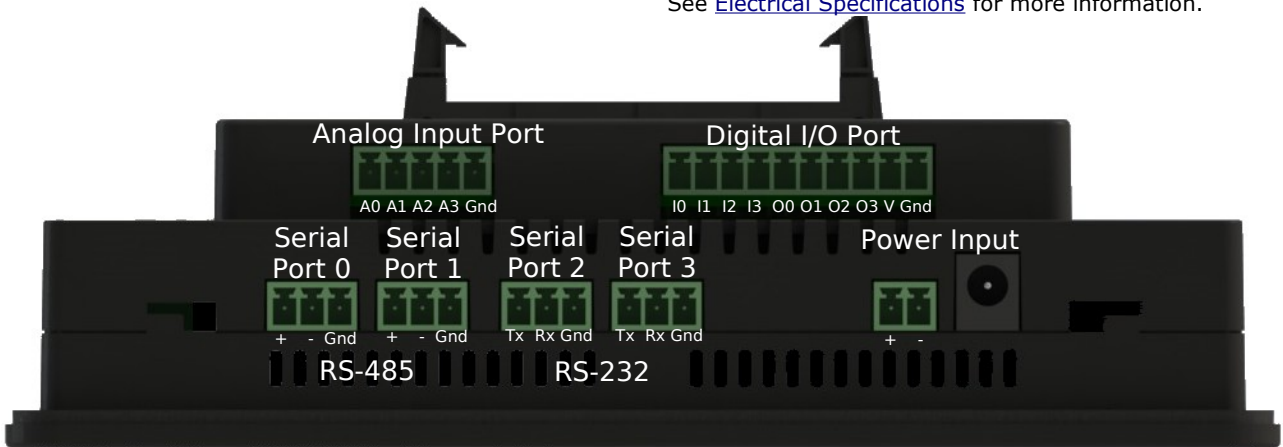 See Electrical Specifications for more information.
Analog Input Port
Digital I/O Port
A0 A1 A2 A3 Gnd
I0 I1 I2 I3 O0 O1 O2 O3 V Gnd
Serial Port 0
Serial Port 1
Serial Port 2
Serial Port 3
Power Input
+ - Gnd
+ - Gnd
Tx Rx Gnd
Tx Rx Gnd
+ -
RS-485
RS-232